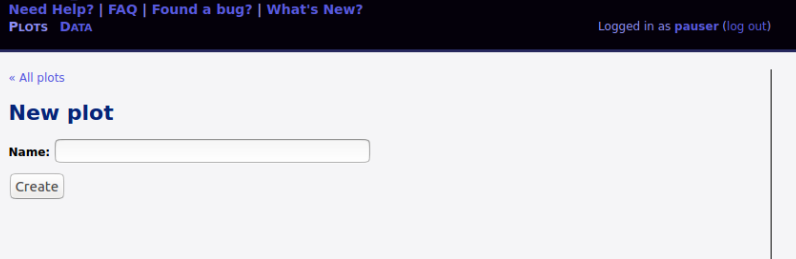 Need Help? | FAQ | Found a bug? | What's New?
PLOTS DATA
Logged in as pauser (log out)
« All plots
New plot
Name:
Create